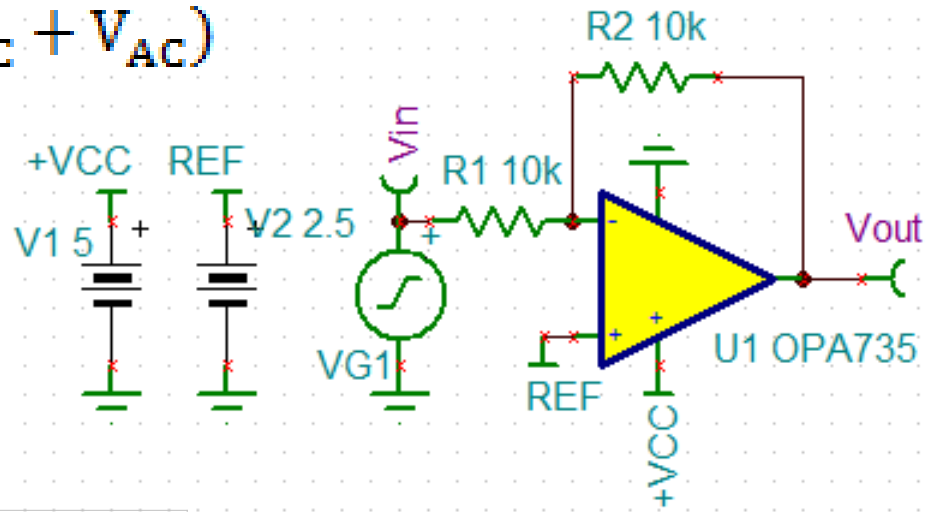 C + VAC)
R2 10k
Vin
+VCC REF
R1 10k
V1 5
+
V2 2.5
+
-
Vout
VG1
+
+
U1 OPA735
REF
+VCC